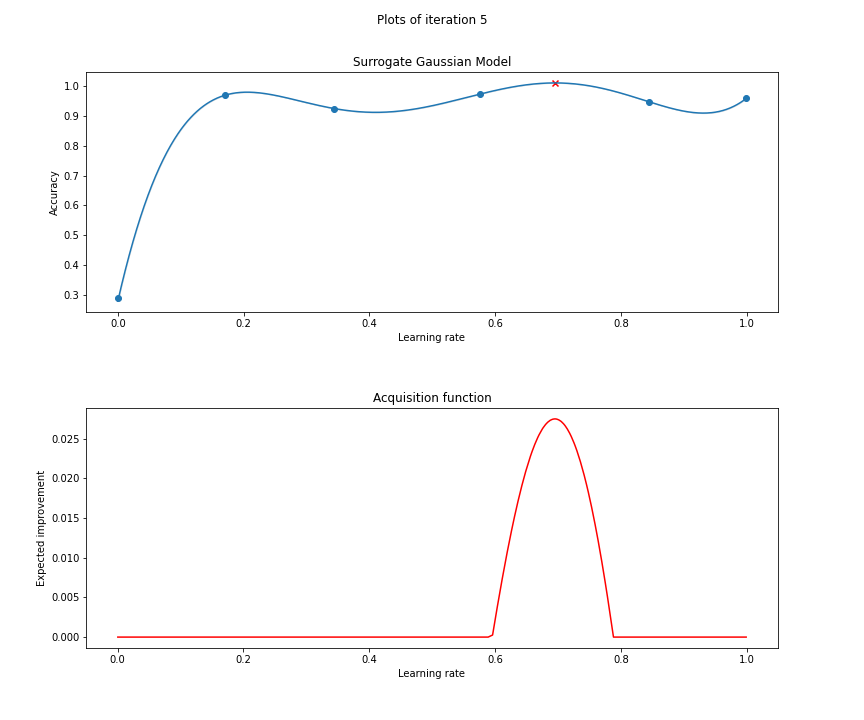 Plots of iteration 5
Surrogate Gaussian Model
1.0
0.9
0.8
0.7
0.6
0.5
0.4
0.3
Accuracy
0.0 0.2 0.4 0.6 0.8 1.0
Learning rate
Acquisition function
0.025
0.020
0.015
0.010
0.005
0.000
Expected improvement
0.0 0.2 0.4 0.6 0.8 1.0
Learning rate